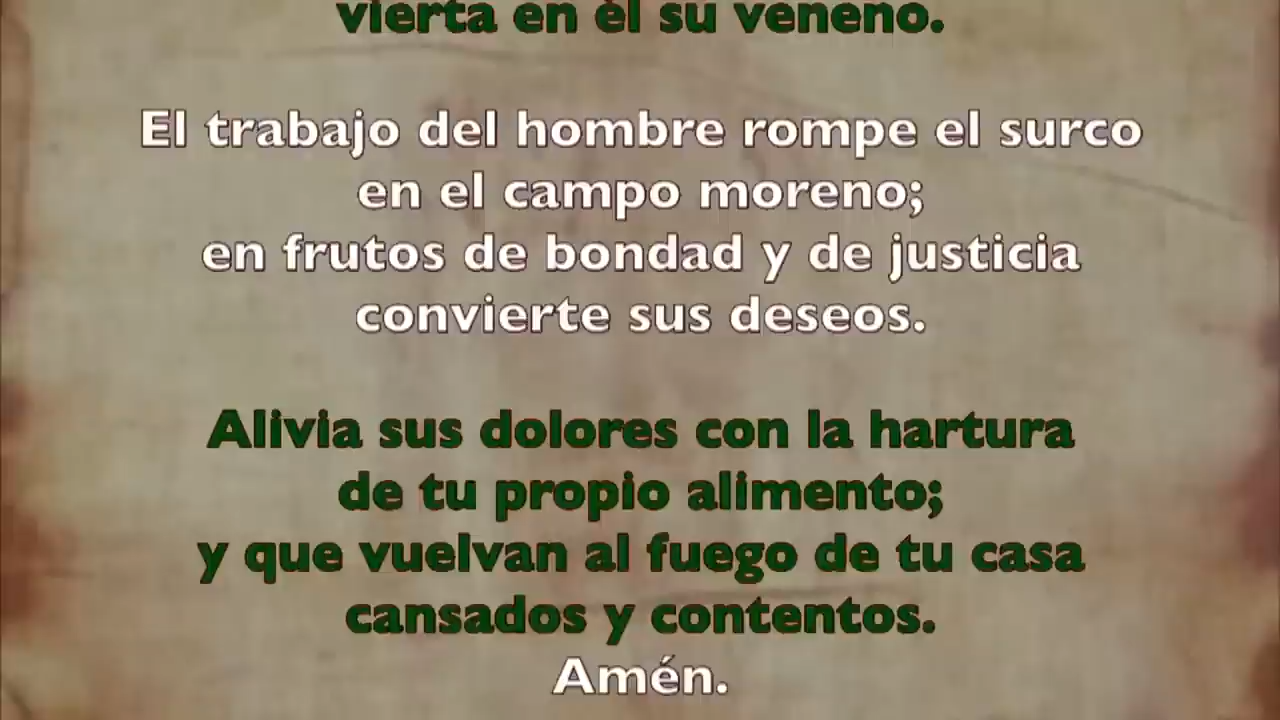 vierta en él su veneno.
El trabajo del hombre rompe el surco
en el campo moreno;
en frutos de bondad y de justicia
convierte sus deseos.
Alivia sus dolores con la hartura
de tu propio alimento;
y que vuelvan al fuego de tu casa
cansados y contentos.
Amén.